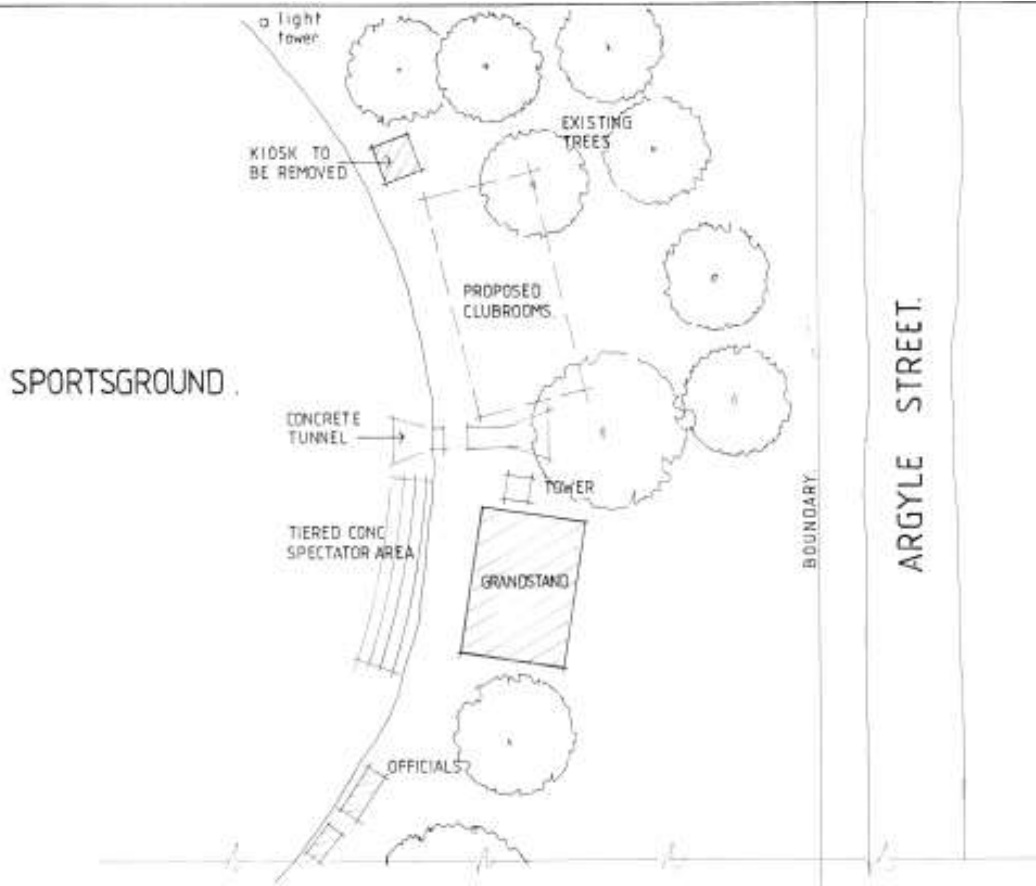 light
tower
EXISTING
TREES
KIOSK TO
BE REMOVED
PROPOSED
CLUBROOMS
SPORTSGROUND.
CONCRETE
TUNNEL
TOWER
TIERED CONC
SPECTATOR AREA
GRANDSTAND
OFFICIALS
BOUNDARY
ARGYLE STREET.